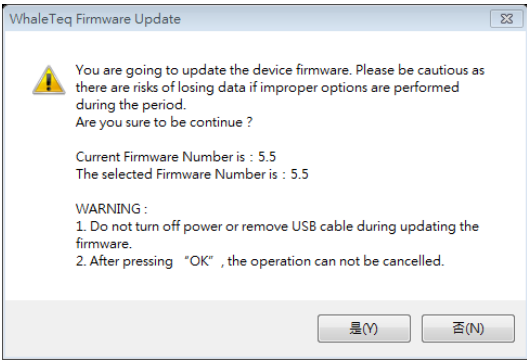 WhaleTeq Firmware Update
You are going to update the device firmware. Please be cautious as
there are risks of losing data if improper options are performed
during the period.
Are you sure to be continue ?
Current Firmware Number is : 5.5
The selected Firmware Number is : 5.5
WARNING :
1. Do not turn off power or remove USB cable during updating the
firmware.
2. After pressing “OK”, the operation can not be cancelled.
是(Y)
否(N)